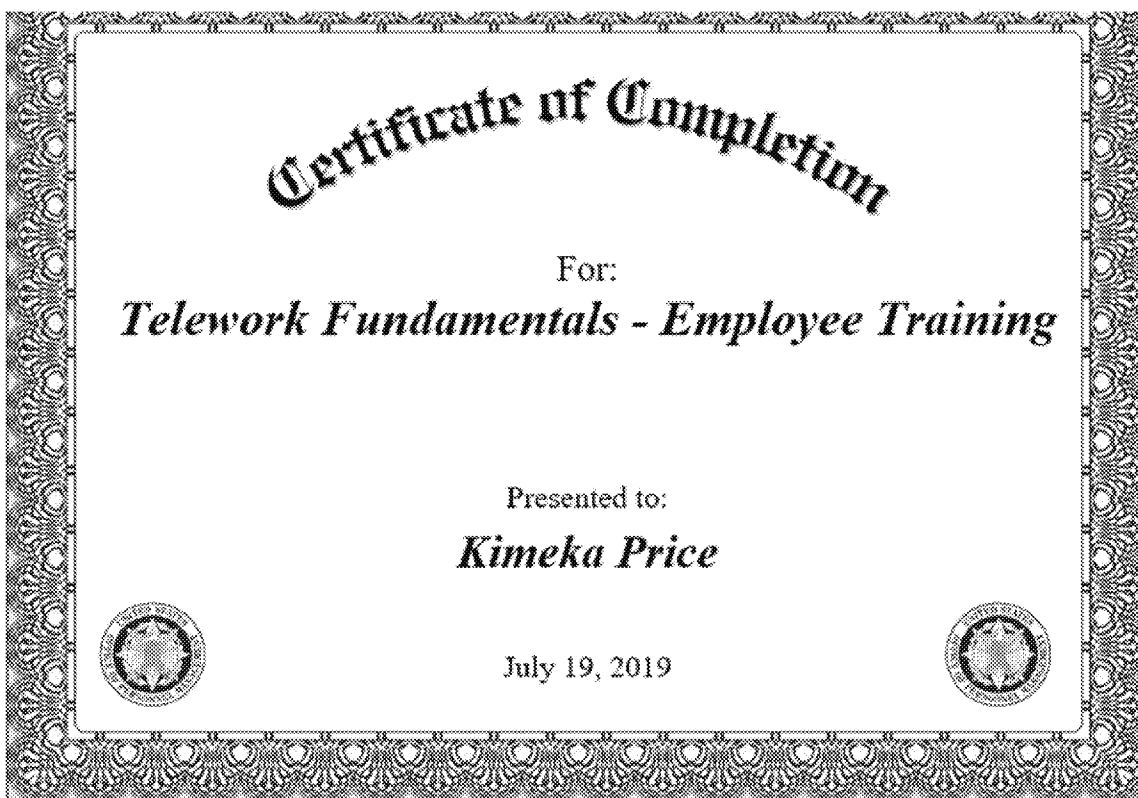 Certificate of Completion
For:
Telework Fundamentals - Employee Training
Presented to:
Kimeka Price
July 19, 2019